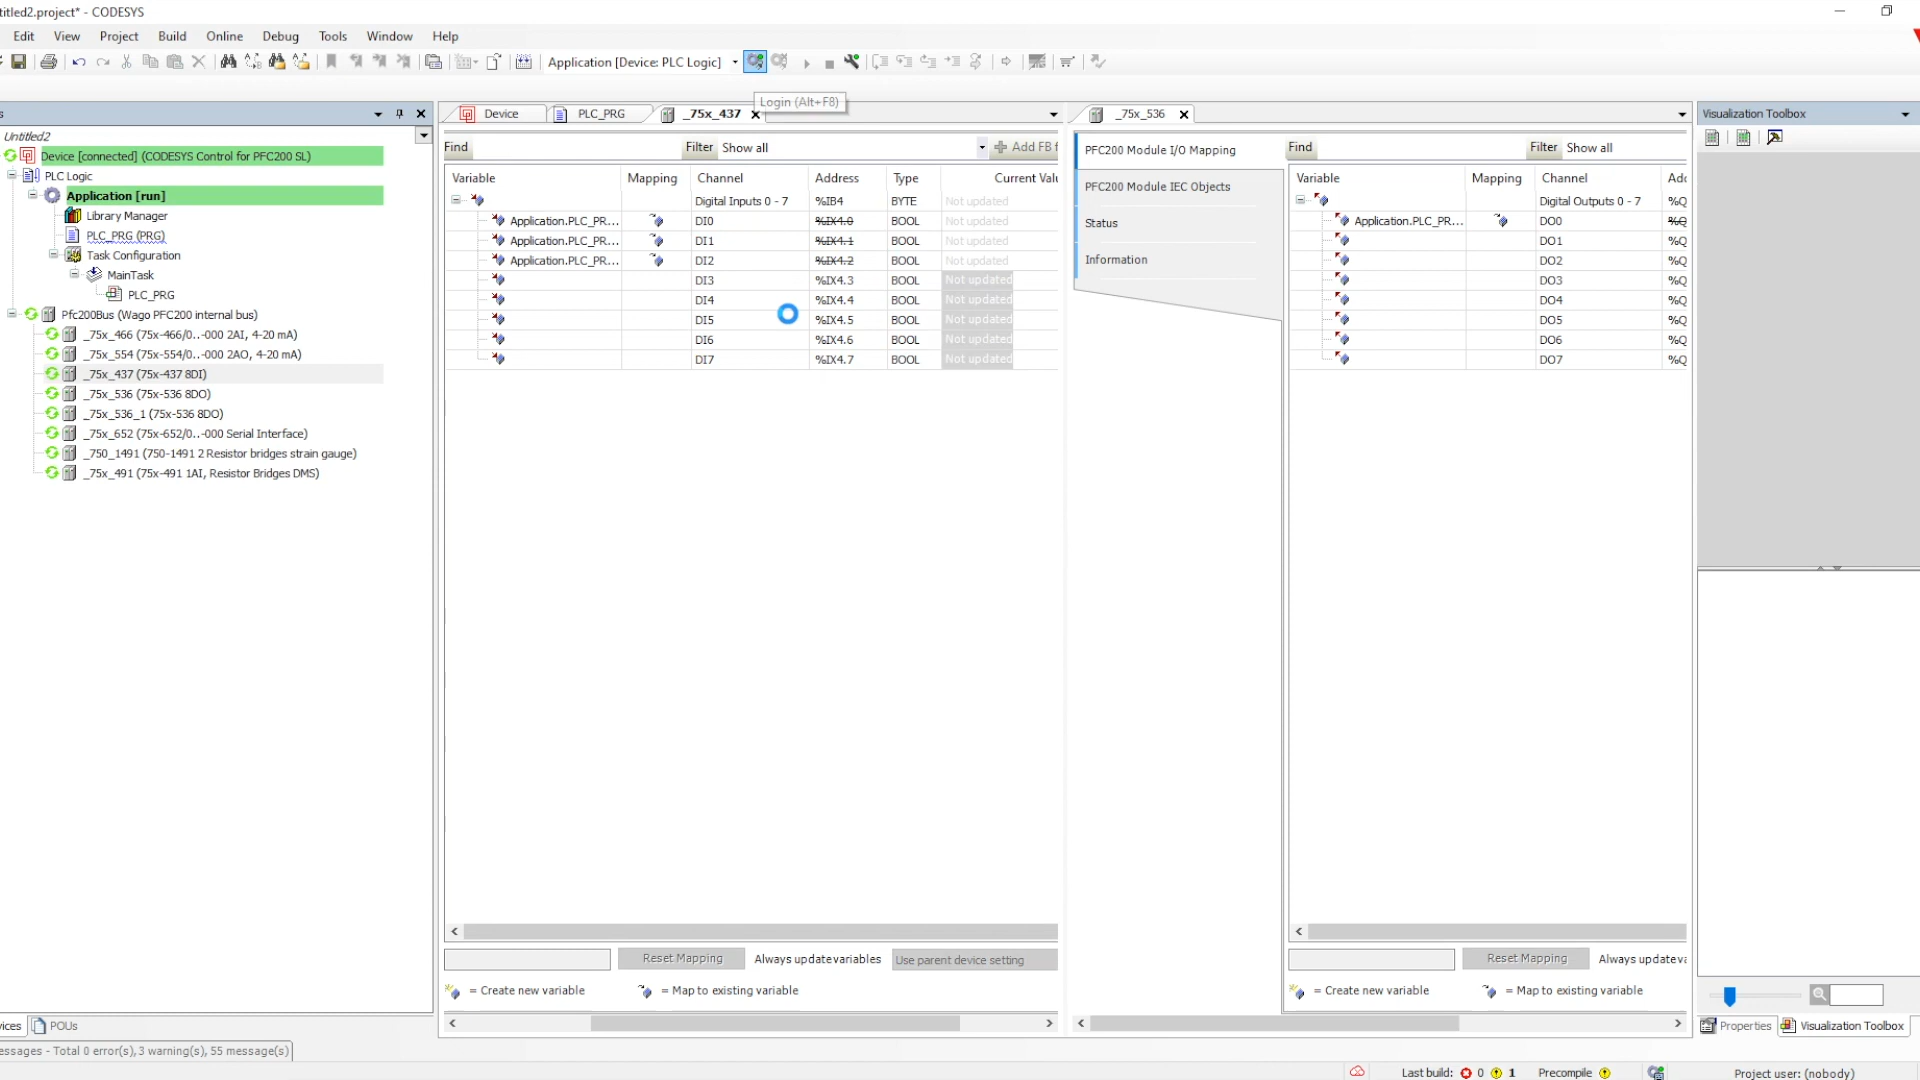 titled2.project* - CODESYS
Edit View Project Build Online Debug Tools Window Help
Application [Device: PLC Logic]
Login (Alt+F8)
Untitled2
Device [connected] (CODESYS Control for PFC200 SL)
PLC Logic
Application [run]
Library Manager
PLC_PRG (PRG)
Task Configuration
MainTask
PLC_PRG
Pfc200Bus (Wago PFC200 internal bus)
_75x_466 (75x-466/0..-000 2AI, 4-20 mA)
_75x_554 (75x-554/0..-000 2AO, 4-20 mA)
_75x_437 (75x-437 8DI)
_75x_536 (75x-536 8DO)
_75x_536_1 (75x-536 8DO)
_75x_652 (75x-652/0..-000 Serial Interface)
_750_1491 (750-1491 2 Resistor bridges strain gauge)
_75x_491 (75x-491 1AI, Resistor Bridges DMS)
vices POUs
essages - Total 0 error(s), 3 warning(s), 55 message(s)
Device PLC_PRG _75x_437
Find Filter Show all Add FB f
Variable Mapping Channel Address Type Current Valu
Digital Inputs 0 - 7 %IB4 BYTE Not updated
Application.PLC_PR... DI0 %IX4.0 BOOL Not updated
Application.PLC_PR... DI1 %IX4.1 BOOL Not updated
Application.PLC_PR... DI2 %IX4.2 BOOL Not updated
DI3 %IX4.3 BOOL Not updated
DI4 %IX4.4 BOOL Not updated
DI5 %IX4.5 BOOL Not updated
DI6 %IX4.6 BOOL Not updated
DI7 %IX4.7 BOOL Not updated
Reset Mapping Always update variables Use parent device setting
= Create new variable = Map to existing variable
_75x_536
PFC200 Module I/O Mapping
PFC200 Module IEC Objects
Status
Information
Find Filter Show all
Variable Mapping Channel Adc
Digital Outputs 0 - 7 %Q
Application.PLC_PR... DO0 %Q
DO1 %Q
DO2 %Q
DO3 %Q
DO4 %Q
DO5 %Q
DO6 %Q
DO7 %Q
Reset Mapping Always update va
= Create new variable = Map to existing variable
Visualization Toolbox
Properties Visualization Toolbox
Last build: 0 1 Precompile Project user: (nobody)